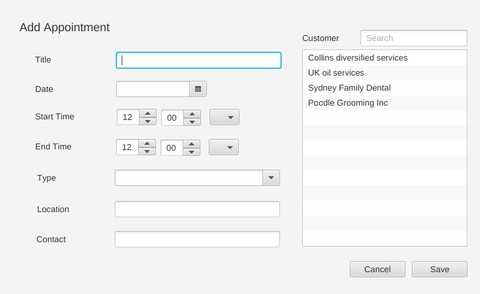 Add Appointment
Title
Date
Start Time
12
00
End Time
12
00
Type
Location
Contact
Customer
Search
Collins diversified services
UK oil services
Sydney Family Dental
Pocdle Grooming Inc
Cancel
Save